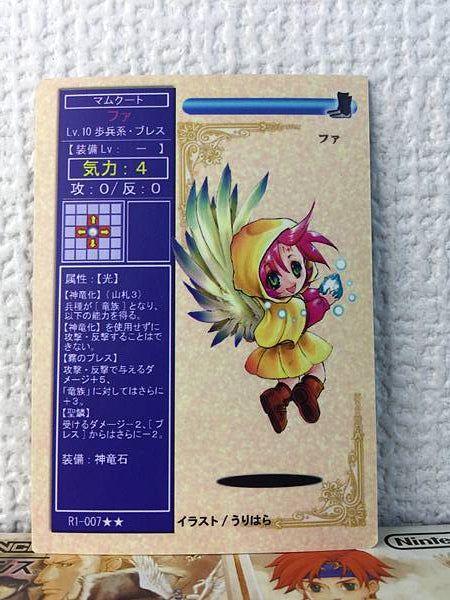 マムクート
ファ
Lv.10 歩兵系・ブレス
【装備Lv： ー 】
気力：4
攻：0/反：0
属性：【光】
【神竜化】(山札3)
兵種が[竜族]となり、
以下の能力を得る。
【神竜化】を使用せずに
攻撃・反撃することはで
きない。
【霧のブレス】
攻撃・反撃で与えるダ
メージ+5、
「竜族」に対してはさらに
+3。
【聖鱗】
受けるダメージ-2、[ブ
レス]からはさらに-2。
装備：神竜石
R1-007★★
ファ
イラスト/うりはら
Ninten